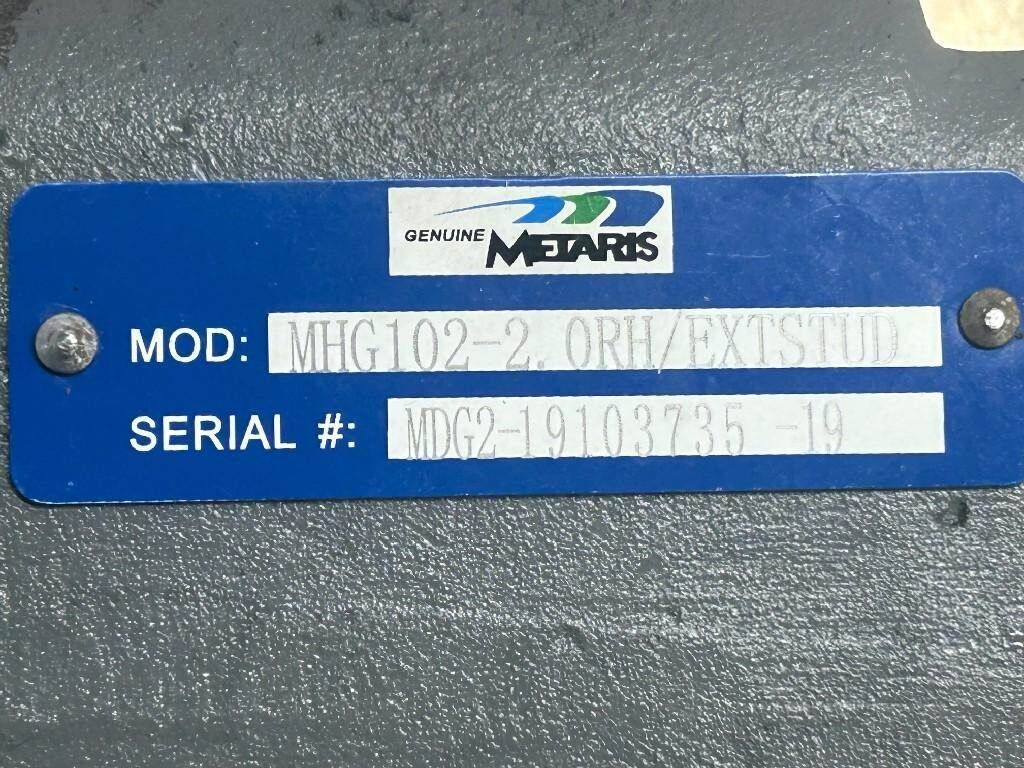 GENUINE METARIS
MOD: MHG102-2.0RH/EXTSTUD
SERIAL #: MDG2-19103735 -19